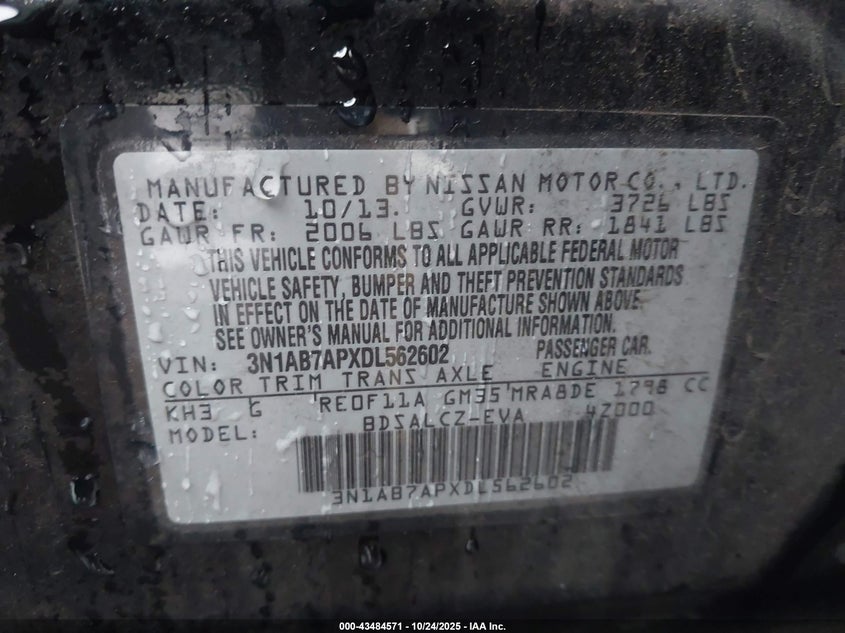 MANUFACTURED BY NISSAN MOTOR CO., LTD.
DATE: 10/13. GVWR: 3726 LBS
GAWR FR: 2006 LBS GAWR RR: 1841 LBS
THIS VEHICLE CONFORMS TO ALL APPLICABLE FEDERAL MOTOR
VEHICLE SAFETY, BUMPER AND THEFT PREVENTION STANDARDS
IN EFFECT ON THE DATE OF MANUFACTURE SHOWN ABOVE.
SEE OWNER'S MANUAL FOR ADDITIONAL INFORMATION.
VIN: 3N1AB7APXDL562602 PASSENGER CAR.
COLOR TRIM TRANS AXLE ENGINE
KH3 G RE0F11A GM35 MRA8DE 1798 CC
MODEL: BDSALCZ-EVA 4Z000
3N1AB7APXDL562602
000-43484571 - 10/24/2025 - IAA Inc.